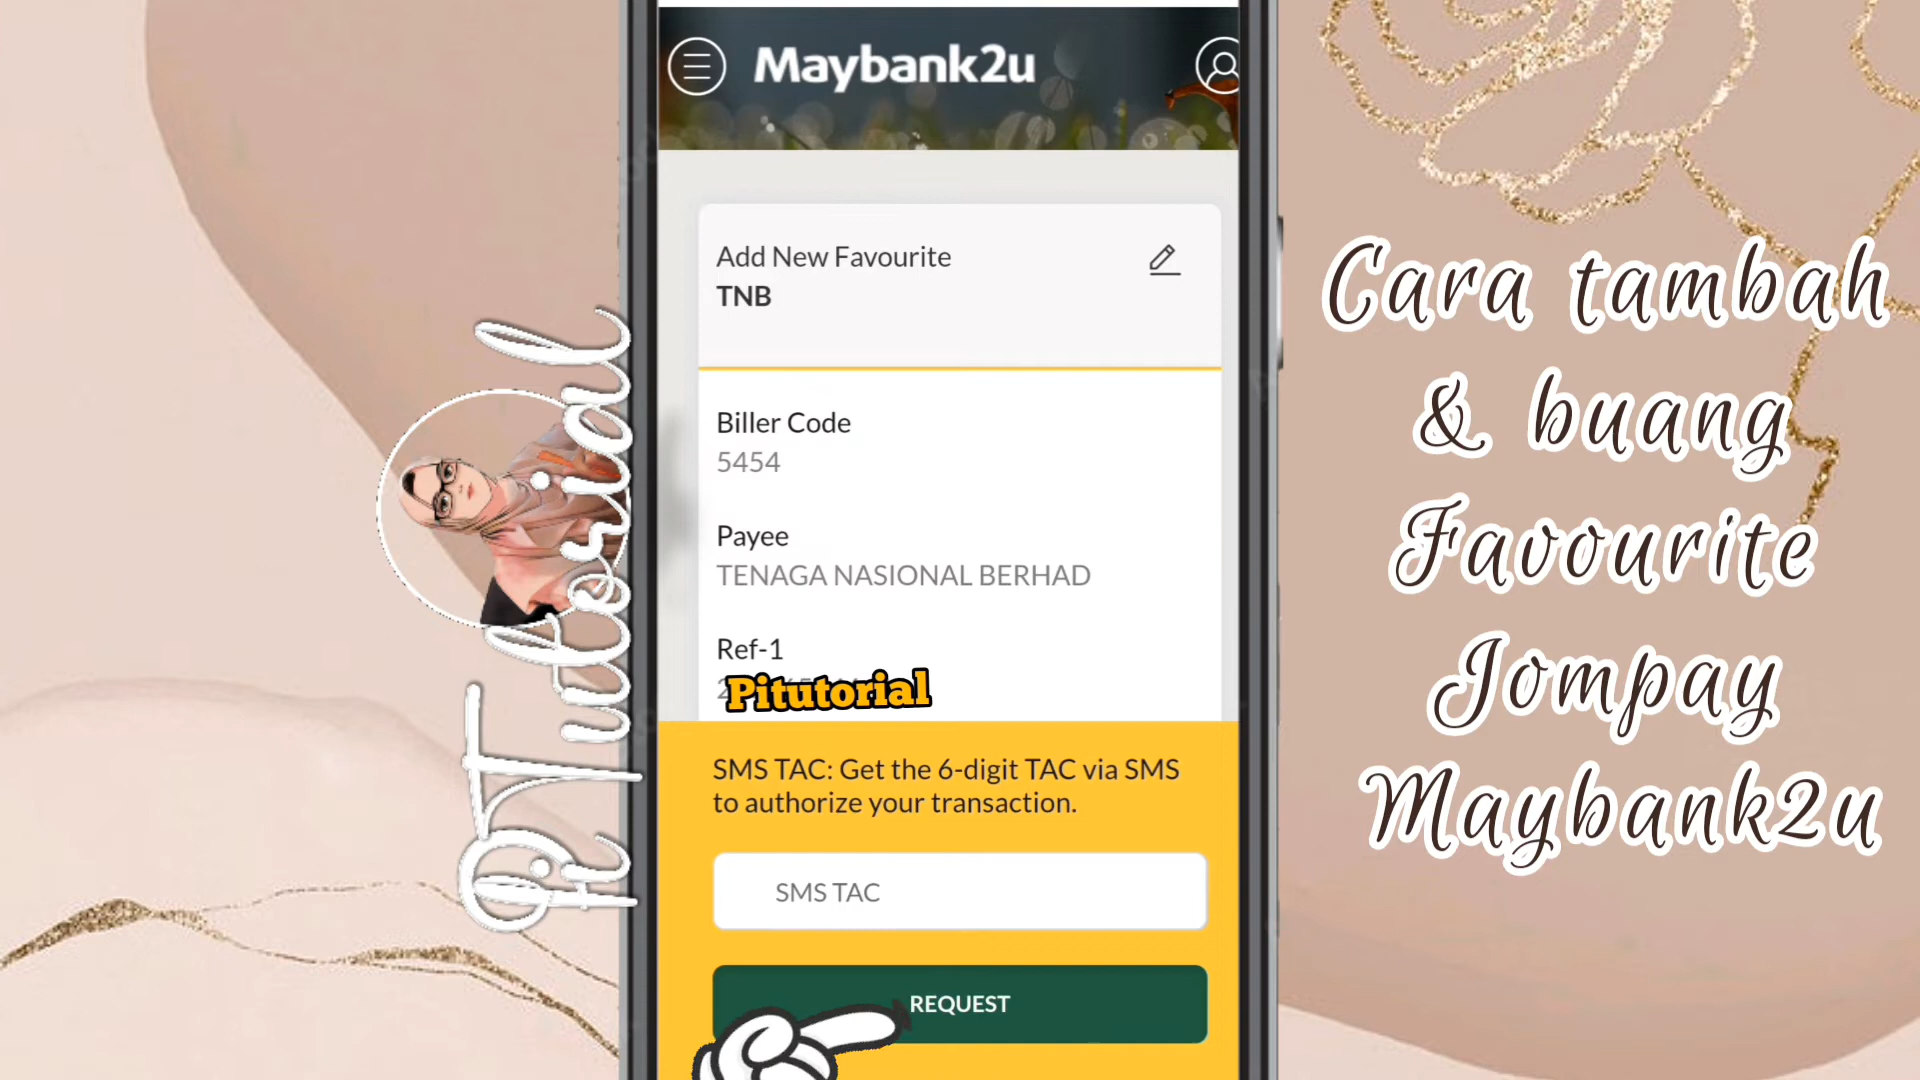 Maybank2u
Add New Favourite
TNB
Biller Code
5454
Payee
TENAGA NASIONAL BERHAD
Ref-1
Pitutorial
SMS TAC: Get the 6-digit TAC via SMS
to authorize your transaction.
SMS TAC
REQUEST
PiTutorial
Cara tambah
& buang
Favourite
Jompay
Maybank2u